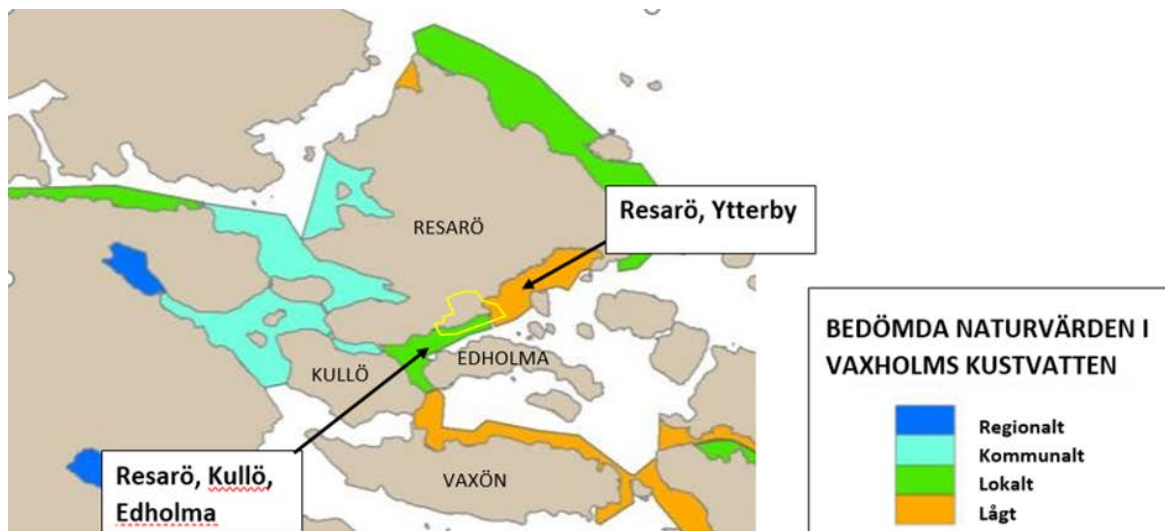 Resarö, Ytterby
RESARÖ
EDHOLMA
KULLÖ
Resarö, Kullö,
Edholma
VAXÖN
BEDÖMDA NATURVÄRDEN I
VAXHOLMS KUSTVATTEN
Regionalt
Kommunalt
Lokalt
Lågt